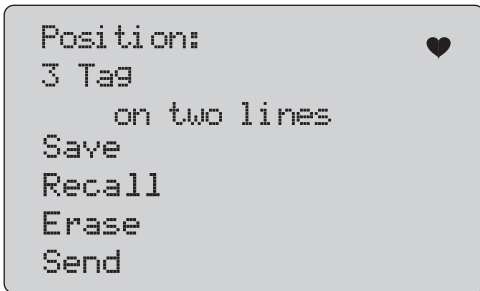 Position:
3 Tag
on two lines
Save
Recall
Erase
Send